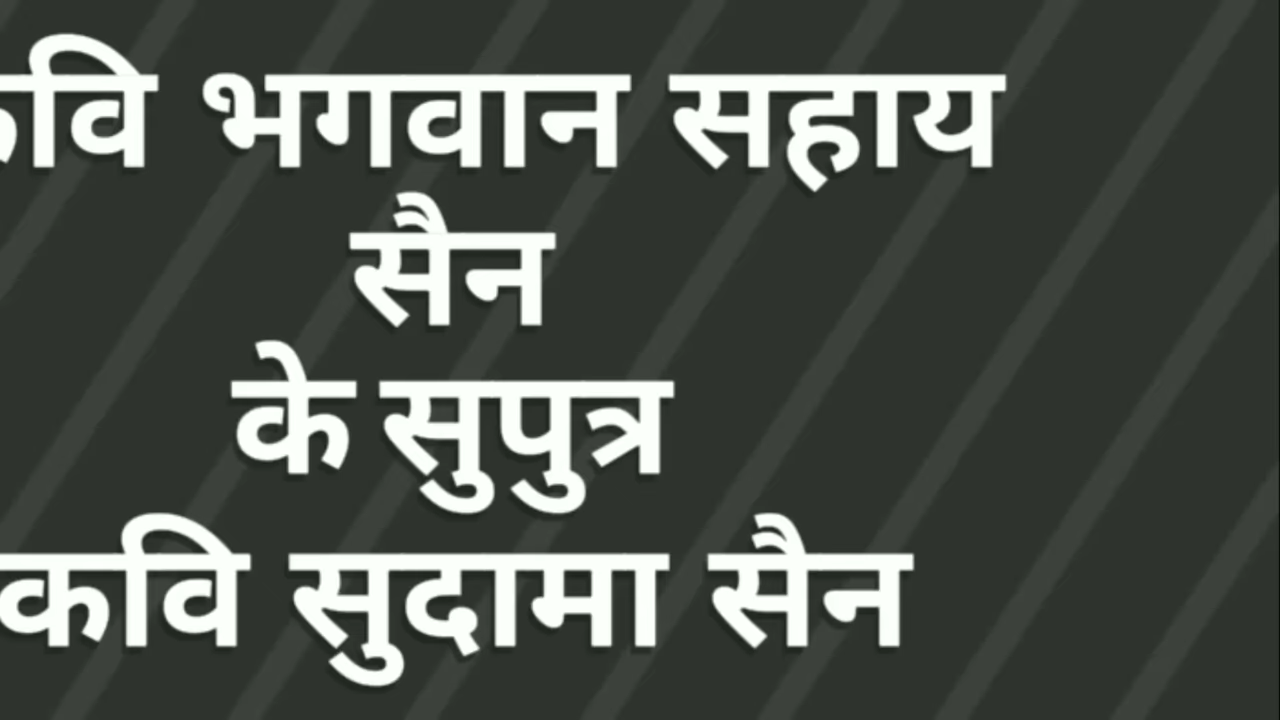 कवि भगवान सहाय
सैन
के सुपुत्र
कवि सुदामा सैन